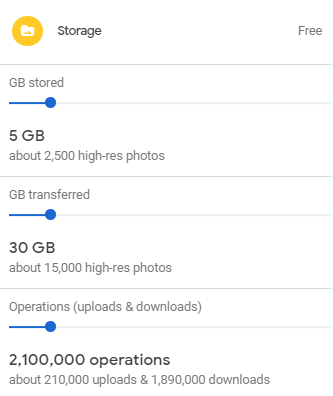 Storage Free
GB stored
5 GB
about 2,500 high-res photos
GB transferred
30 GB
about 15,000 high-res photos
Operations (uploads & downloads)
2,100,000 operations
about 210,000 uploads & 1,890,000 downloads